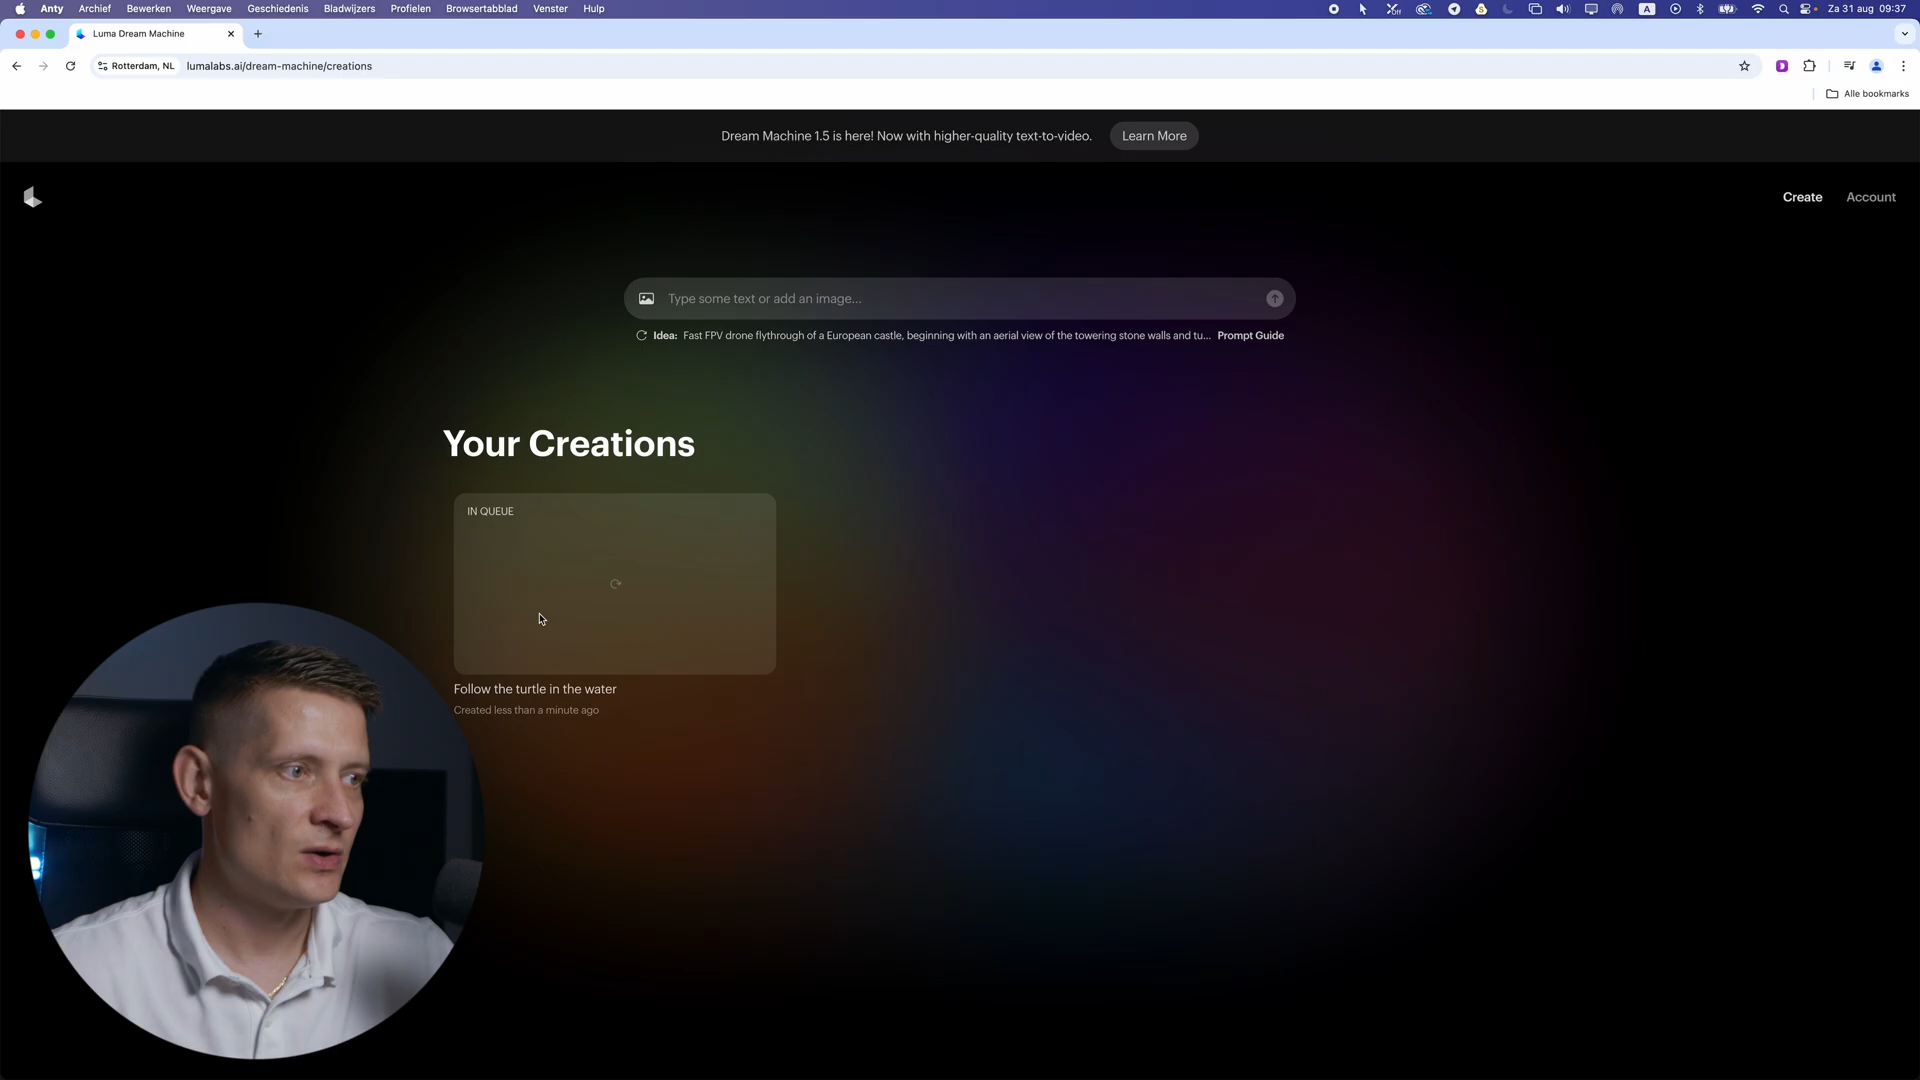 Anty Archief Bewerken Weergave Geschiedenis Bladwijzers Profielen Browsertabblad Venster Hulp
A
Za 31 aug 09:37
Luma Dream Machine
Rotterdam, NL
lumalabs.ai/dream-machine/creations
Alle bookmarks
Dream Machine 1.5 is here! Now with higher-quality text-to-video.
Learn More
Create
Account
Type some text or add an image...
Idea: Fast FPV drone flythrough of a European castle, beginning with an aerial view of the towering stone walls and tu...
Prompt Guide
Your Creations
IN QUEUE
Follow the turtle in the water
Created less than a minute ago